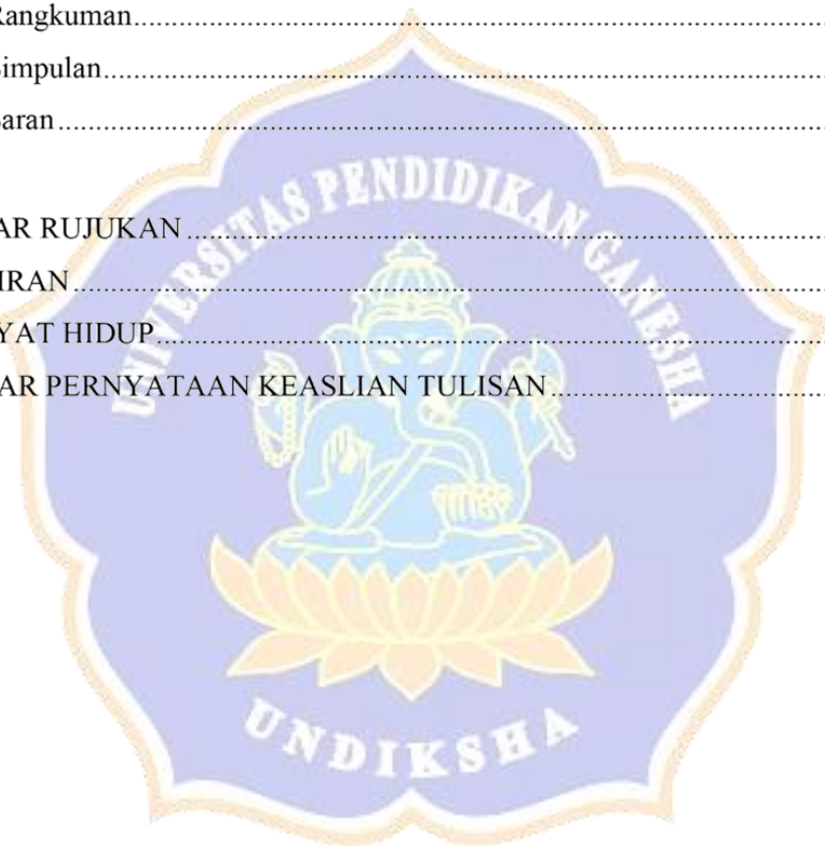 Rangkuman
impulan
aran
AR RUJUKAN
IRAN
YAT HIDUP
AR PERNYATAAN KEASLIAN TULISAN
UNIVERSITAS PENDIDIKAN GANESHA
UNDIKSHA